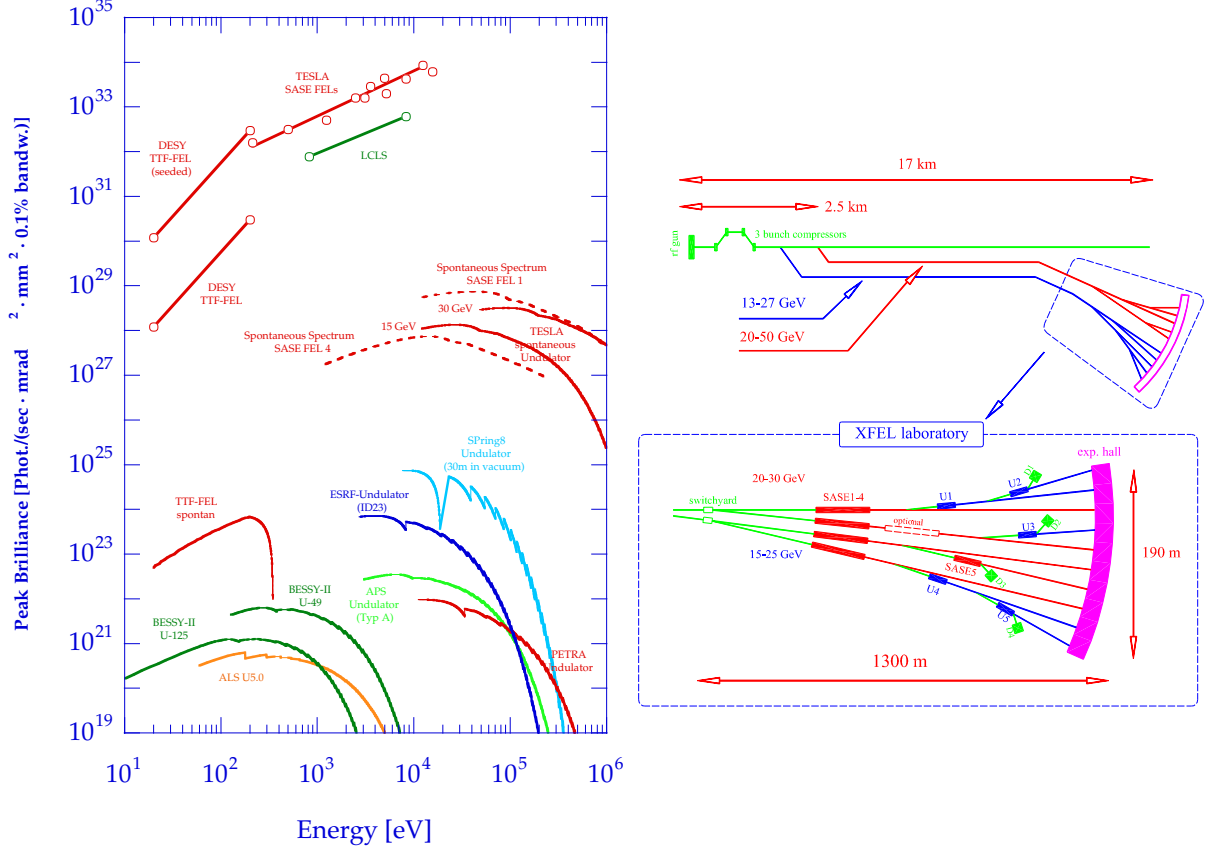 10^35
10^33
10^31
10^29
10^27
10^25
10^23
10^21
10^19
Peak Brilliance [Phot./(sec · mrad ^2 · mm ^2 · 0.1% bandw.)]
10^1
10^2
10^3
10^4
10^5
10^6
Energy [eV]
TESLA
SASE FELs
DESY
TTF-FEL
(seeded)
LCLS
DESY
TTF-FEL
Spontaneous Spectrum
SASE FEL 1
30 GeV
15 GeV
Spontaneous Spectrum
SASE FEL 4
TESLA
spontaneous
Undulator
SPring8
Undulator
(30m in vacuum)
ESRF-Undulator
(ID23)
TTF-FEL
spontan
APS
Undulator
(Typ A)
BESSY-II
U-49
BESSY-II
U-125
ALS U5.0
PETRA
Undulator
17 km
2.5 km
rf gun
3 bunch compressors
13-27 GeV
20-50 GeV
XFEL laboratory
exp. hall
20-30 GeV
switchyard
SASE1-4
U1
U2
D1
optional
U3
D2
15-25 GeV
SASE5
D3
U4
U5
D4
190 m
1300 m